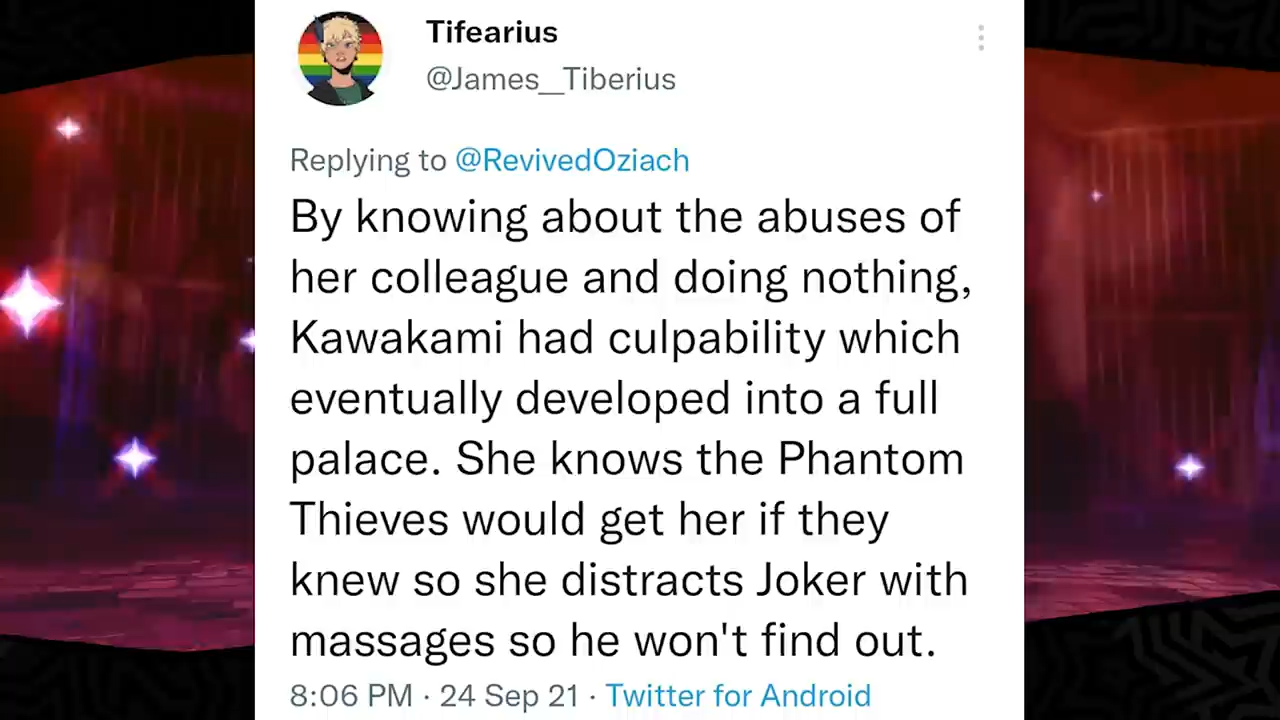 Tifearius
@James__Tiberius
Replying to @RevivedOziach
By knowing about the abuses of
her colleague and doing nothing,
Kawakami had culpability which
eventually developed into a full
palace. She knows the Phantom
Thieves would get her if they
knew so she distracts Joker with
massages so he won't find out.
8:06 PM · 24 Sep 21 · Twitter for Android